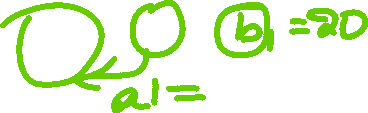 b1 = 20
a1 =